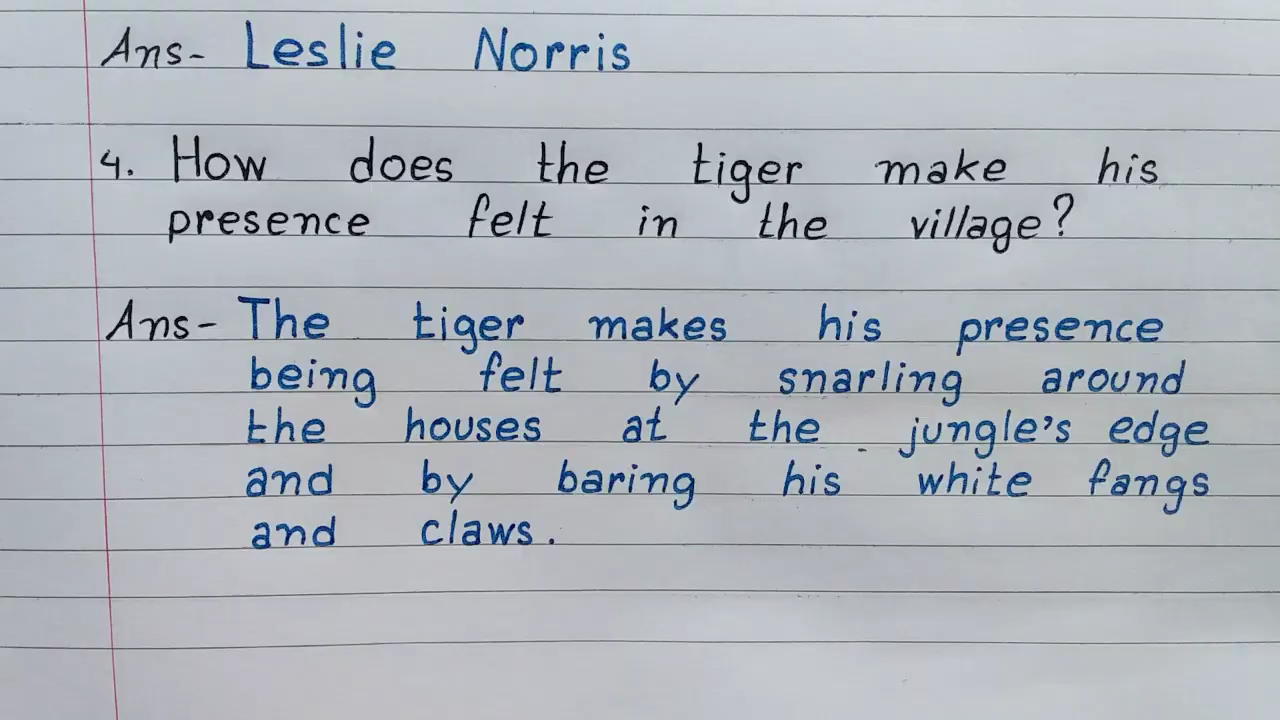 Ans- Leslie Norris
4. How does the tiger make his
presence felt in the village?
Ans- The tiger makes his presence
being felt by snarling around
the houses at the jungle's edge
and by baring his white fangs
and claws.